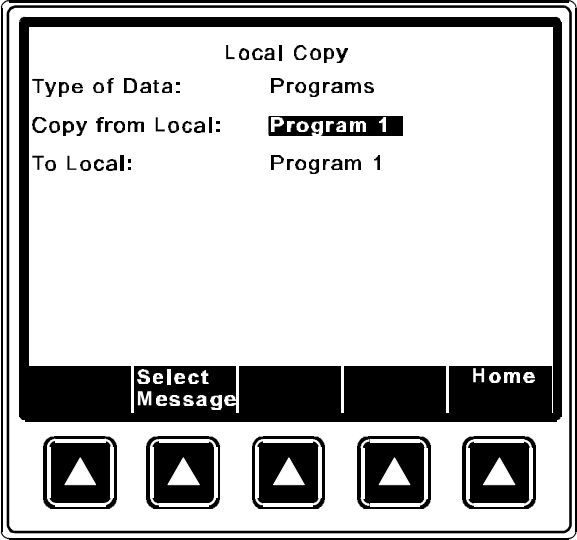 Local Copy
Type of Data: Programs
Copy from Local: Program 1
To Local: Program 1
Select Message
Home